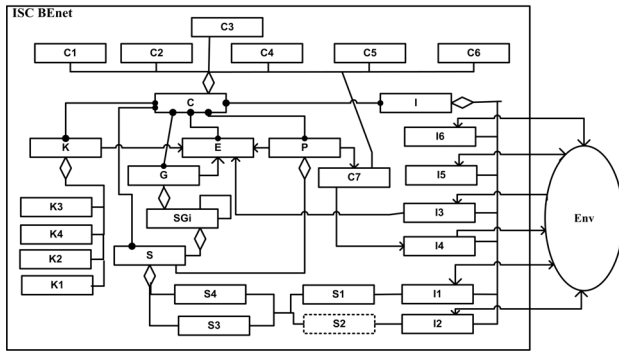 ISC BEnet
C3
C1
C2
C4
C5
C6
C
I
I6
K
E
P
I5
G
C7
K3
SGi
I3
Env
K4
S
I4
K2
K1
S4
S1
I1
S3
S2
I2